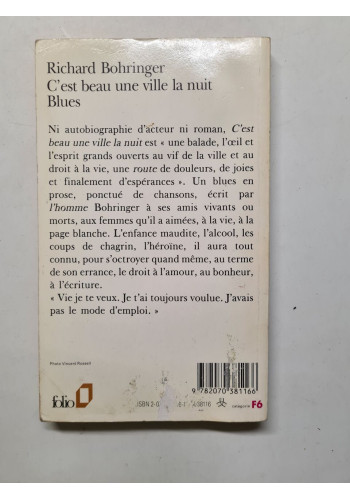 Richard Bohringer
C'est beau une ville la nuit
Blues
Ni autobiographie d'acteur ni roman, C'est
beau une ville la nuit est « une balade, l'œil et
l'esprit grands ouverts au vif de la ville et au
droit à la vie, une route de douleurs, de joies
et finalement d'espérances ». Un blues en
prose, ponctué de chansons, écrit par
l'homme Bohringer à ses amis vivants ou
morts, aux femmes qu'il a aimées, à la vie, à la
page blanche. L'enfance maudite, l'alcool, les
coups de chagrin, l'héroïne, il aura tout
connu, pour s'octroyer quand même, au terme
de son errance, le droit à l'amour, au bonheur,
à l'écriture.
« Vie je te veux. Je t'ai toujours voulue. J'avais
pas le mode d'emploi. »
9 782070 381166
folio
ISBN 2-0
catégorie F6